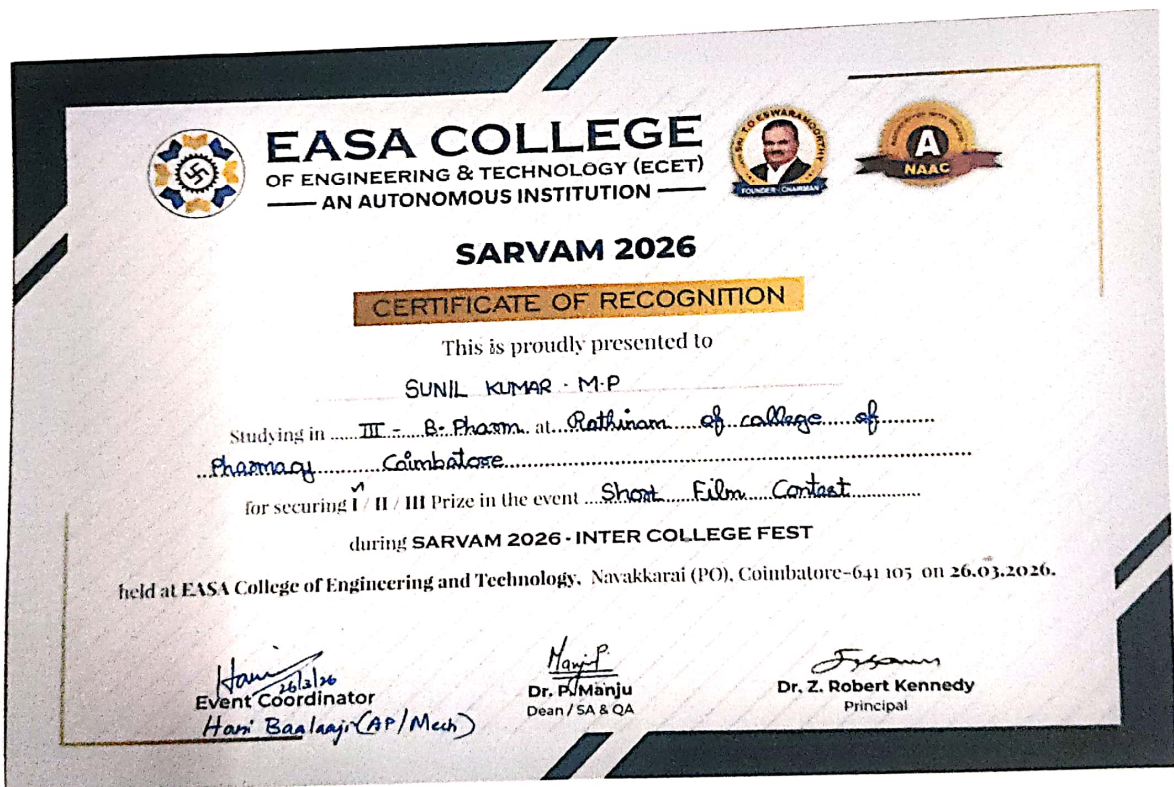 EASA COLLEGE
OF ENGINEERING & TECHNOLOGY (ECET)
AN AUTONOMOUS INSTITUTION
SRI T.O ESWARAMOORTHY
FOUNDER - CHAIRMAN
A
NAAC
SARVAM 2026
CERTIFICATE OF RECOGNITION
This is proudly presented to
SUNIL KUMAR - M.P
Studying in III - B-Pharm at Rathinam of college of
Pharmacy Coimbatore
for securing I / II / III Prize in the event Short Film Contast
during SARVAM 2026 - INTER COLLEGE FEST
held at EASA College of Engineering and Technology, Navakkarai (PO), Coimbatore-641 105 on 26.03.2026.
26/3/26
Event Coordinator
Hari Baalaaji (AP/Mech)
Manju P.
Dr. P. Manju
Dean / SA & QA
Dr. Z. Robert Kennedy
Principal